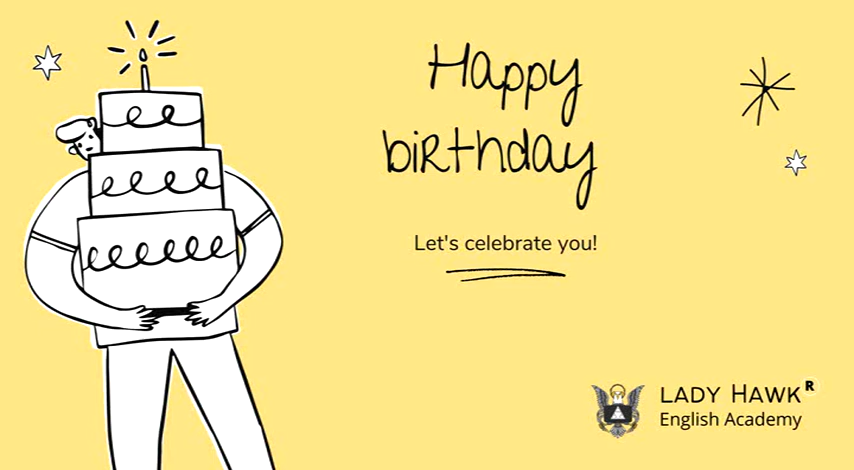 Happy
birthday
Let's celebrate you!
LADY HAWK R
English Academy